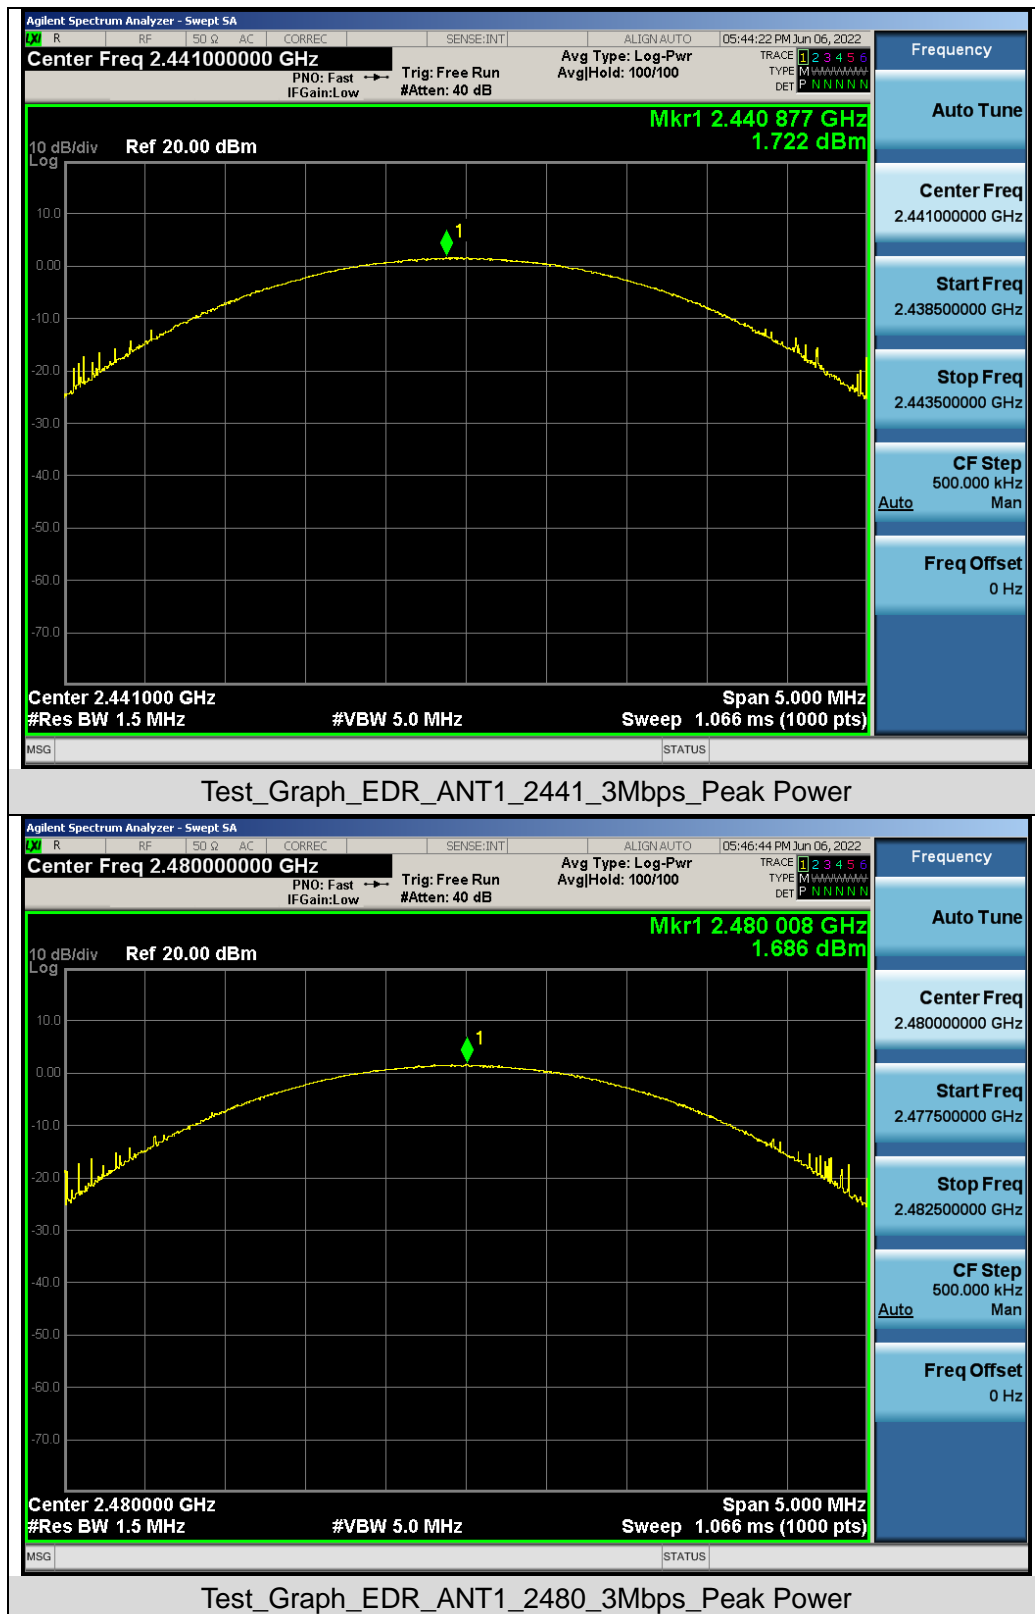 Agilent Spectrum Analyzer - Swept SA
LXI R RF 50 Ω AC CORREC SENSE:INT ALIGN AUTO 05:44:22 PM Jun 06, 2022
Center Freq 2.441000000 GHz
PNO: Fast
IFGain:Low
Trig: Free Run
#Atten: 40 dB
Avg Type: Log-Pwr
Avg|Hold: 100/100
TRACE 1 2 3 4 5 6
TYPE M WWWWW
DET P N N N N N
Mkr1 2.440 877 GHz
1.722 dBm
10 dB/div Ref 20.00 dBm
Log
10.0
1
0.00
-10.0
-20.0
-30.0
-40.0
-50.0
-60.0
-70.0
Center 2.441000 GHz Span 5.000 MHz
#Res BW 1.5 MHz #VBW 5.0 MHz Sweep 1.066 ms (1000 pts)
MSG STATUS
Frequency
Auto Tune
Center Freq
2.441000000 GHz
Start Freq
2.438500000 GHz
Stop Freq
2.443500000 GHz
CF Step
500.000 kHz
Auto Man
Freq Offset
0 Hz
Test_Graph_EDR_ANT1_2441_3Mbps_Peak Power
Agilent Spectrum Analyzer - Swept SA
LXI R RF 50 Ω AC CORREC SENSE:INT ALIGN AUTO 05:46:44 PM Jun 06, 2022
Center Freq 2.480000000 GHz
PNO: Fast
IFGain:Low
Trig: Free Run
#Atten: 40 dB
Avg Type: Log-Pwr
Avg|Hold: 100/100
TRACE 1 2 3 4 5 6
TYPE M WWWWW
DET P N N N N N
Mkr1 2.480 008 GHz
1.686 dBm
10 dB/div Ref 20.00 dBm
Log
10.0
1
0.00
-10.0
-20.0
-30.0
-40.0
-50.0
-60.0
-70.0
Center 2.480000 GHz Span 5.000 MHz
#Res BW 1.5 MHz #VBW 5.0 MHz Sweep 1.066 ms (1000 pts)
MSG STATUS
Frequency
Auto Tune
Center Freq
2.480000000 GHz
Start Freq
2.477500000 GHz
Stop Freq
2.482500000 GHz
CF Step
500.000 kHz
Auto Man
Freq Offset
0 Hz
Test_Graph_EDR_ANT1_2480_3Mbps_Peak Power